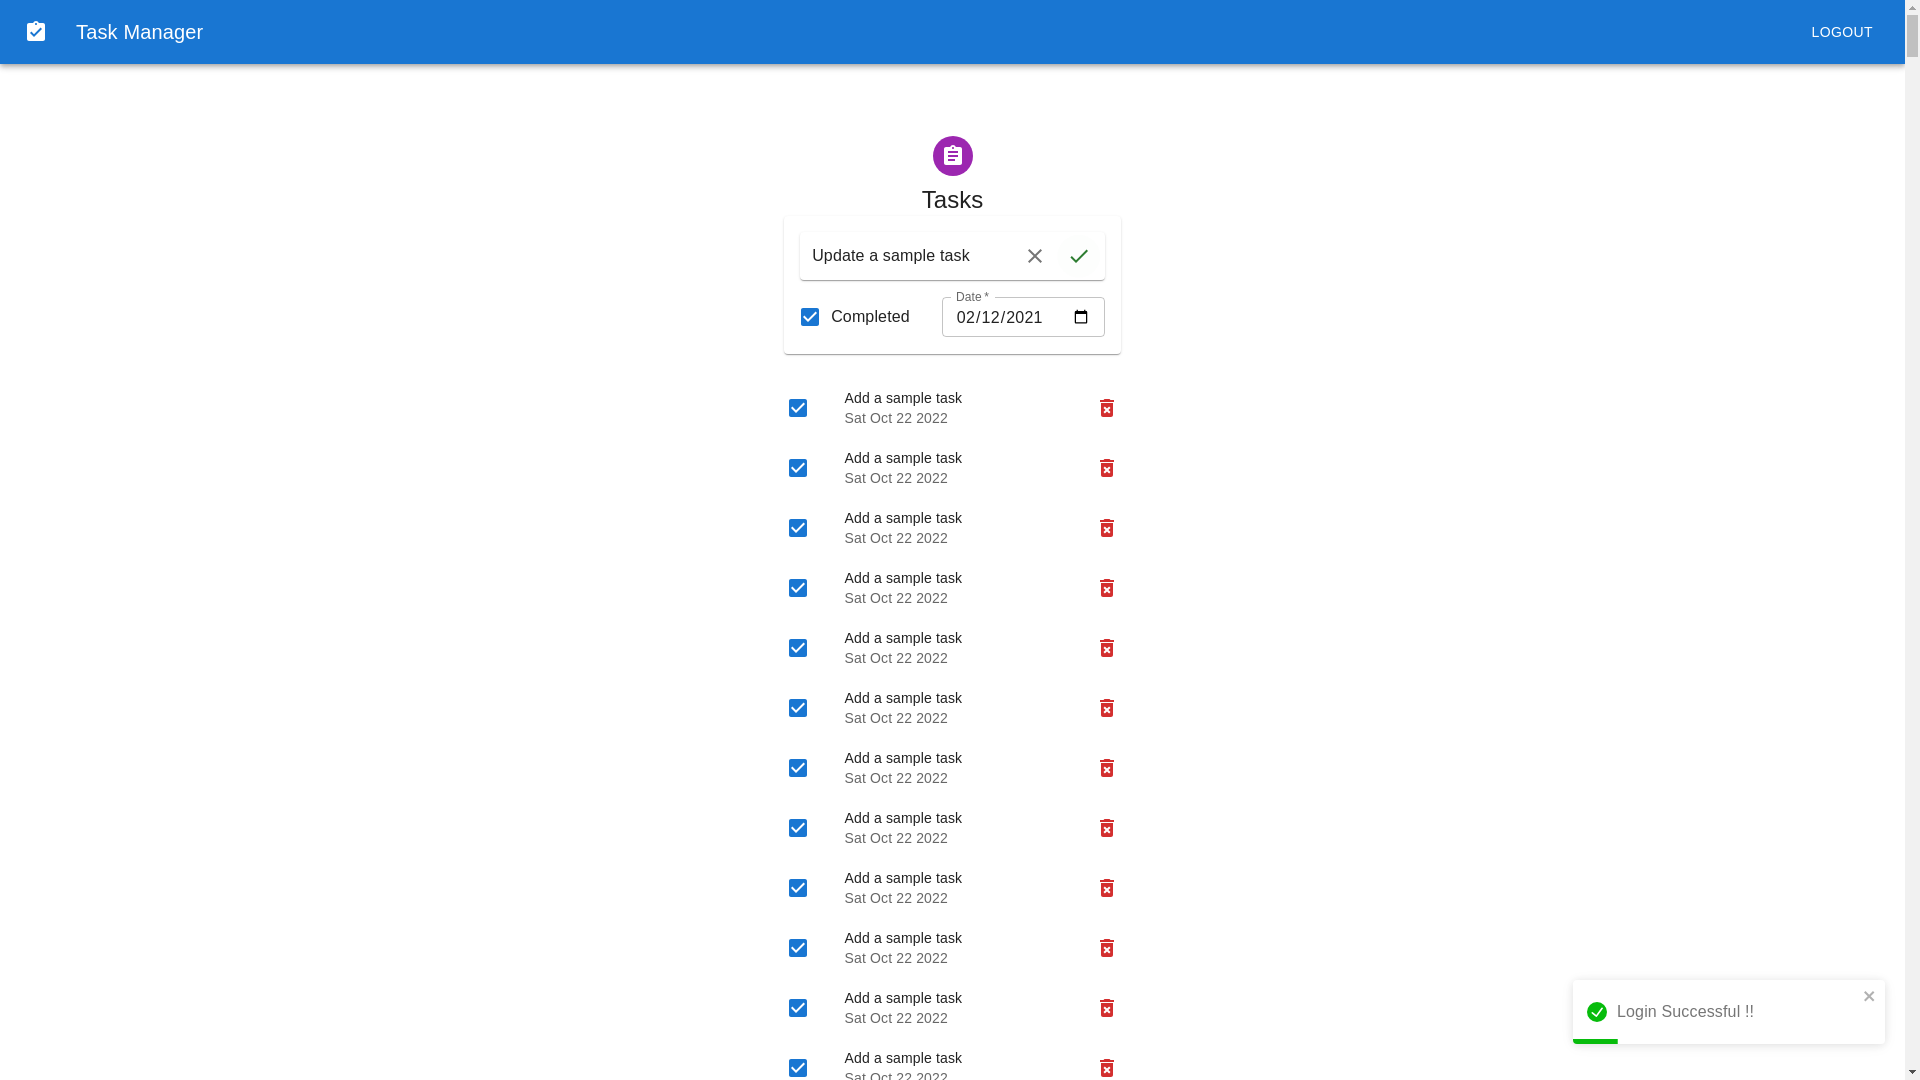 Task Manager
LOGOUT
Tasks
Update a sample task
Completed
Date *
02/12/2021
Add a sample task
Sat Oct 22 2022
Add a sample task
Sat Oct 22 2022
Add a sample task
Sat Oct 22 2022
Add a sample task
Sat Oct 22 2022
Add a sample task
Sat Oct 22 2022
Add a sample task
Sat Oct 22 2022
Add a sample task
Sat Oct 22 2022
Add a sample task
Sat Oct 22 2022
Add a sample task
Sat Oct 22 2022
Add a sample task
Sat Oct 22 2022
Add a sample task
Sat Oct 22 2022
Add a sample task
Sat Oct 22 2022
Login Successful !!